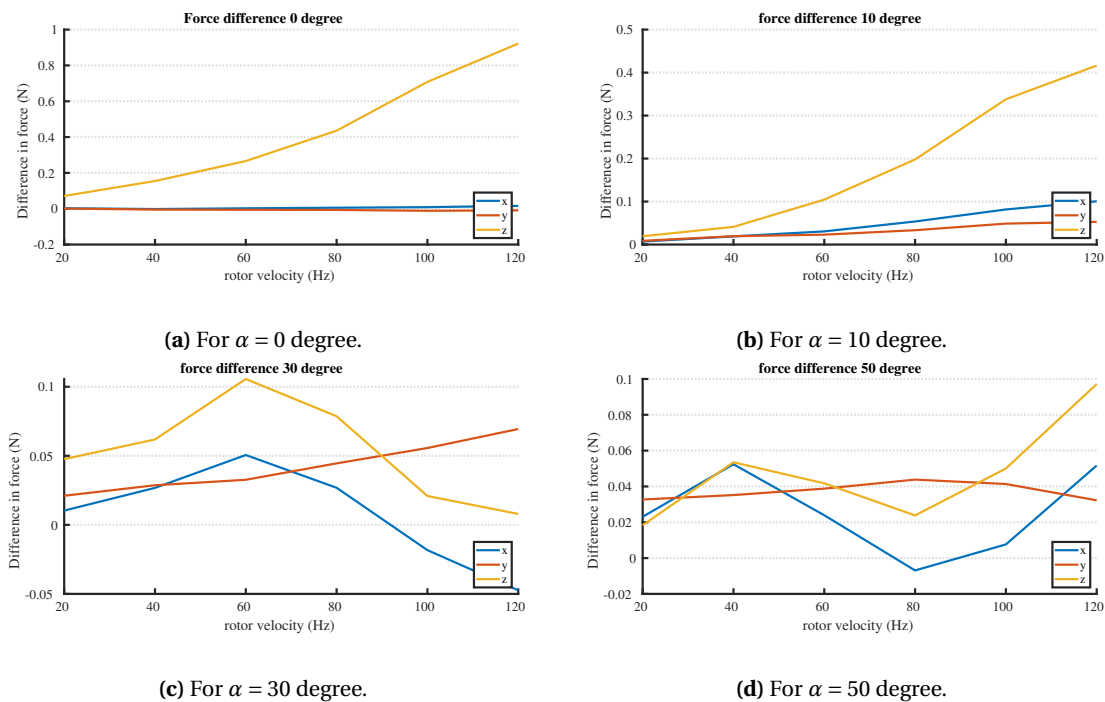 Force difference 0 degree
Difference in force (N)
1
0.8
0.6
0.4
0.2
0
-0.2
20 40 60 80 100 120
rotor velocity (Hz)
x
y
z
(a) For α = 0 degree.
force difference 10 degree
Difference in force (N)
0.5
0.4
0.3
0.2
0.1
0
20 40 60 80 100 120
rotor velocity (Hz)
x
y
z
(b) For α = 10 degree.
force difference 30 degree
Difference in force (N)
0.1
0.05
0
-0.05
20 40 60 80 100 120
rotor velocity (Hz)
x
y
z
(c) For α = 30 degree.
force difference 50 degree
Difference in force (N)
0.1
0.08
0.06
0.04
0.02
0
-0.02
20 40 60 80 100 120
rotor velocity (Hz)
x
y
z
(d) For α = 50 degree.